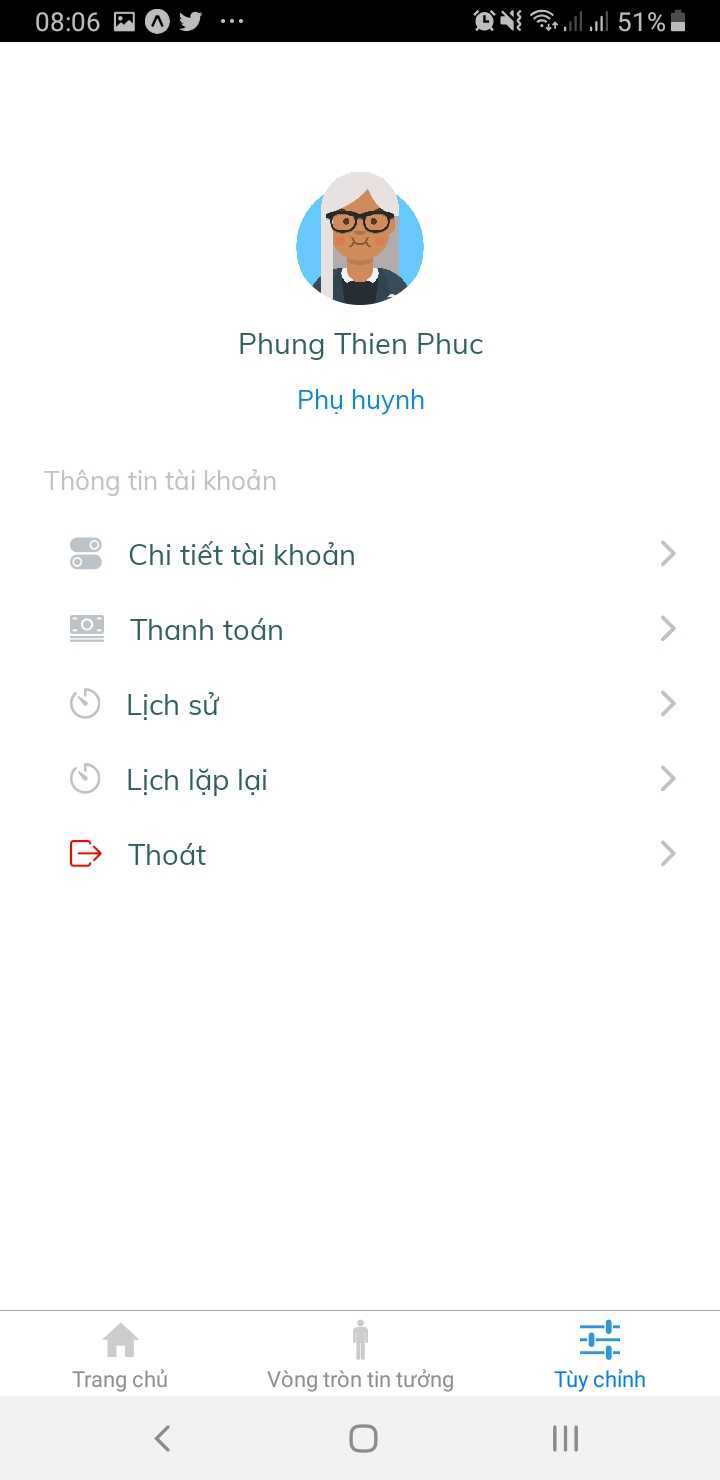 08:06
51%
Phung Thien Phuc
Phụ huynh
Thông tin tài khoản
Chi tiết tài khoản
Thanh toán
Lịch sử
Lịch lặp lại
Thoát
Trang chủ
Vòng tròn tin tưởng
Tùy chỉnh